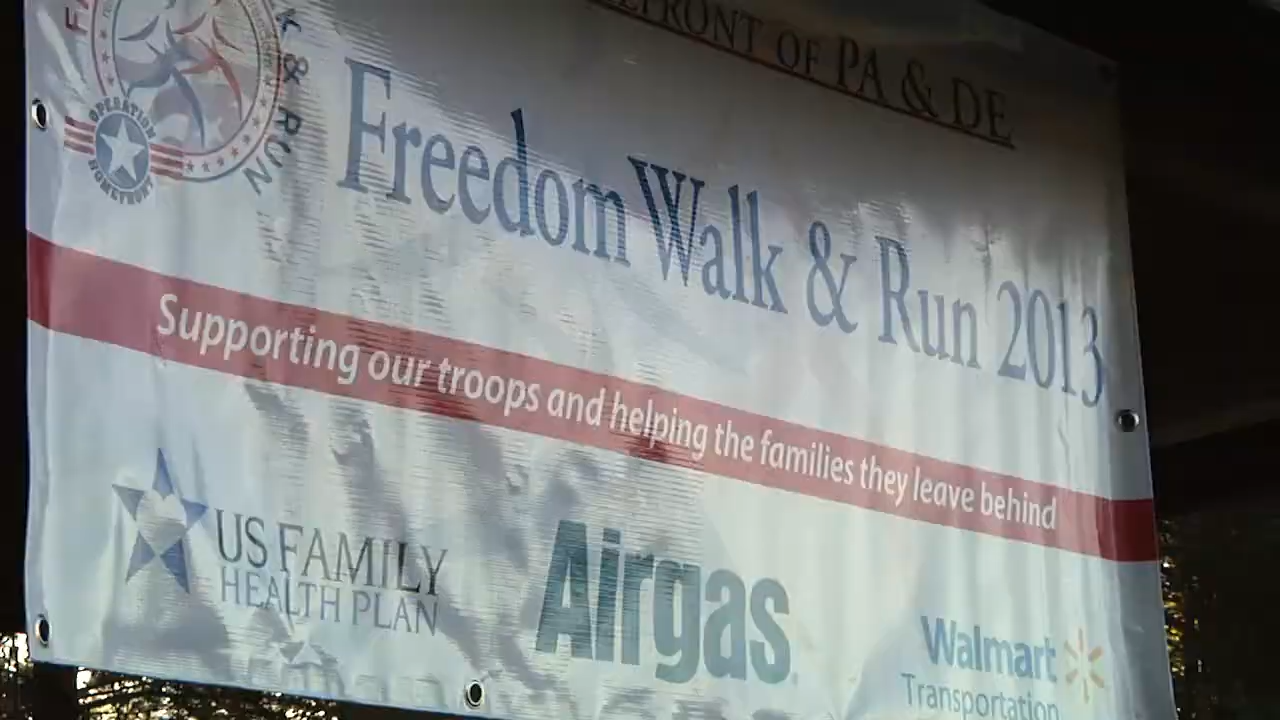 OF PA & DE
K & RUN
OPERATION
HOMEFRONT
Freedom Walk & Run 2013
Supporting our troops and helping the families they leave behind
US FAMILY
HEALTH PLAN
Airgas
Walmart
Transportation